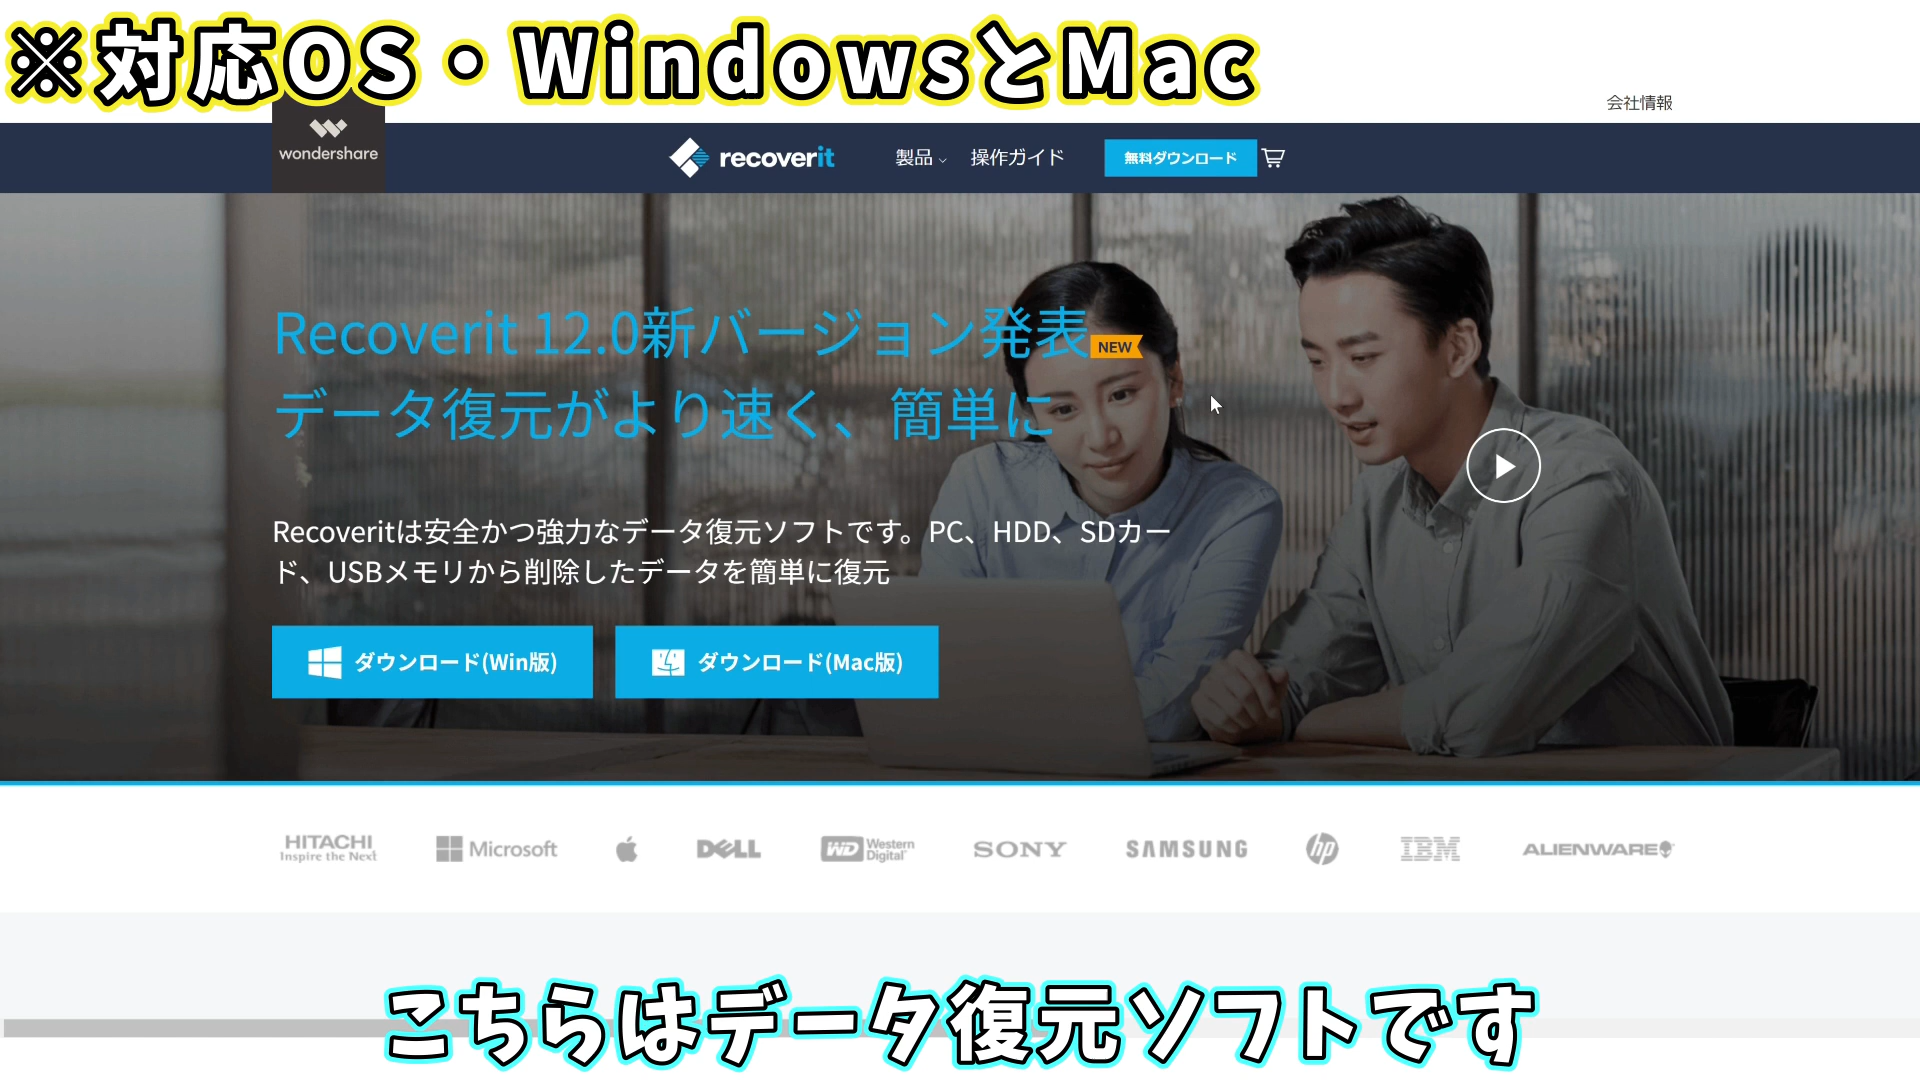 ※対応OS・WindowsとMac
会社情報
wondershare
recoverit
製品
操作ガイド
無料ダウンロード
Recoverit 12.0新バージョン発表
NEW
データ復元がより速く、簡単に
Recoveritは安全かつ強力なデータ復元ソフトです。PC、HDD、SDカー
ド、USBメモリから削除したデータを簡単に復元
ダウンロード(Win版)
ダウンロード(Mac版)
HITACHI
Inspire the Next
Microsoft
DELL
WD Western Digital
SONY
SAMSUNG
hp
IBM
ALIENWARE
こちらはデータ復元ソフトです